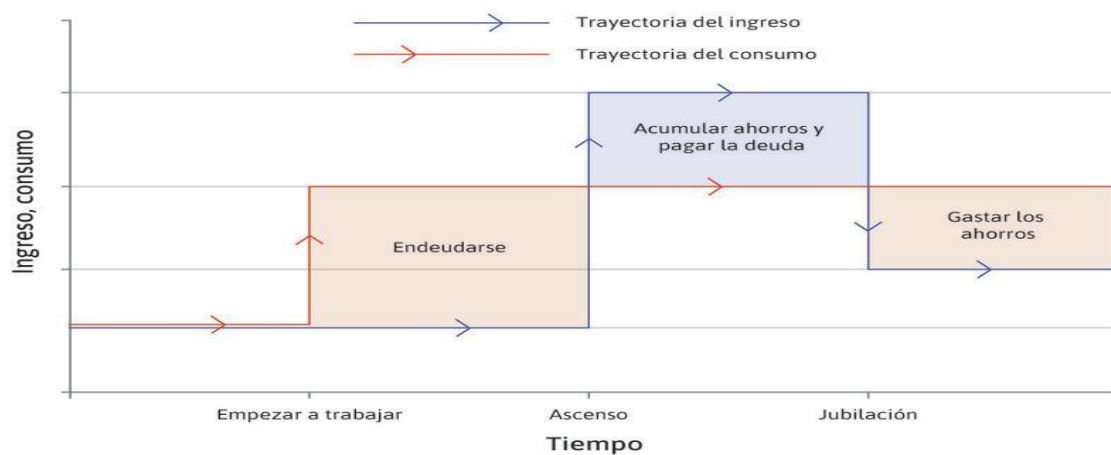 Trayectoria del ingreso
Trayectoria del consumo
Ingreso, consumo
Acumular ahorros y
pagar la deuda
Endeudarse
Gastar los
ahorros
Empezar a trabajar
Ascenso
Jubilación
Tiempo